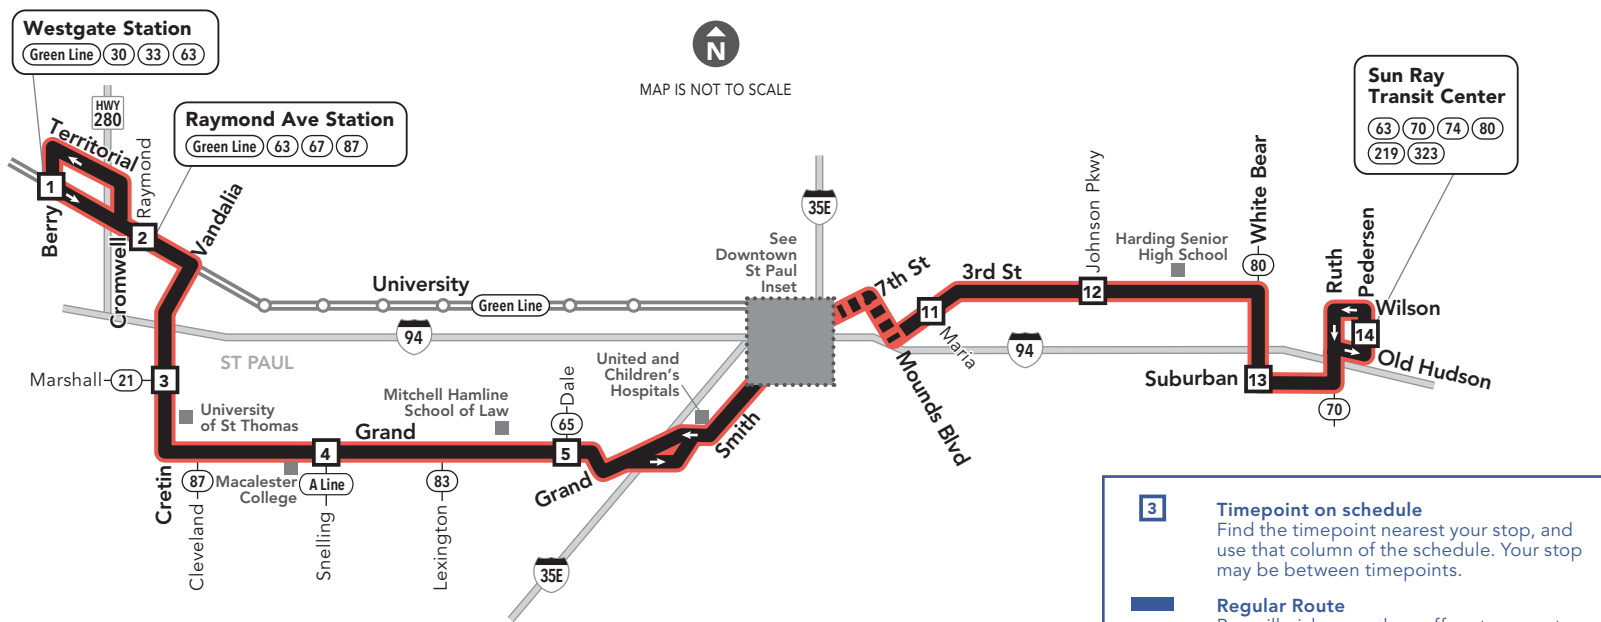 Westgate Station
Green Line 30 33 63
HWY
280
Raymond Ave Station
Green Line 63 67 87
Territorial
Raymond
Vandalia
1
2
Berry
Cromwell
N
MAP IS NOT TO SCALE
Sun Ray
Transit Center
63 70 74 80
219 323
35E
See
Downtown
St Paul
Inset
University
Green Line
94
ST PAUL
Marshall 21 3
University
of St Thomas
Mitchell Hamline
School of Law
Grand
United and
Children's
Hospitals
Dale
65
5
4
Cretin
87
Cleveland
Macalester
College
A Line
Snelling
83
Lexington
Grand
Smith
35E
7th St
3rd St
11
Maria
Mounds Blvd
94
Johnson Pkwy
12
Harding Senior
High School
White Bear
80
Suburban 13
Ruth
Pedersen
Wilson
14
Old Hudson
70
3
Timepoint on schedule
Find the timepoint nearest your stop, and
use that column of the schedule. Your stop
may be between timepoints.
Regular Route